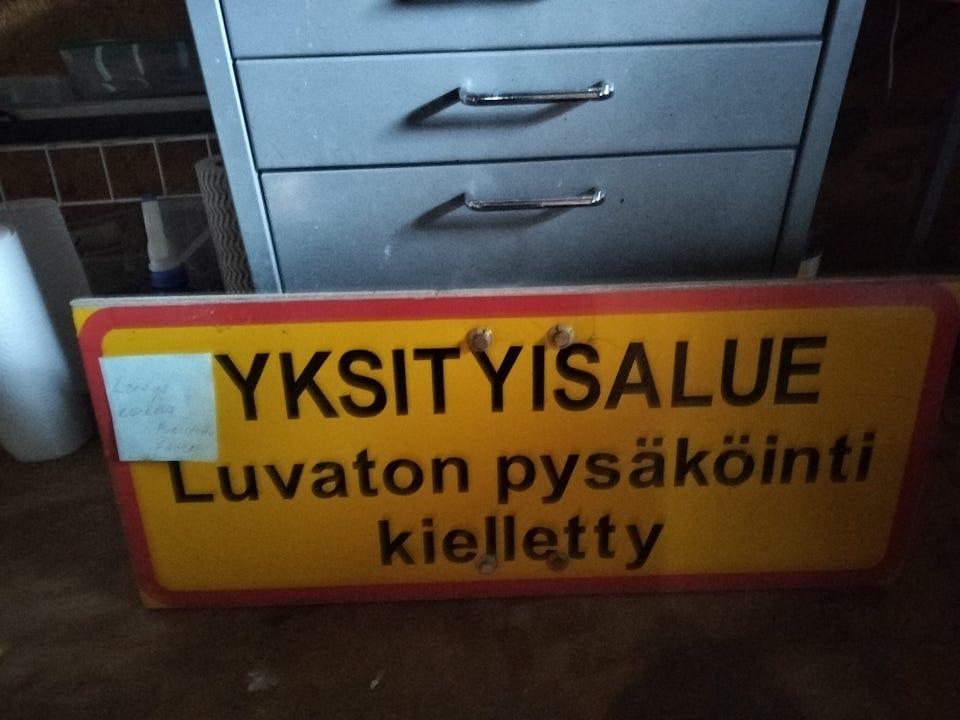 YKSITYISALUE
Luvaton pysäköinti
kielletty